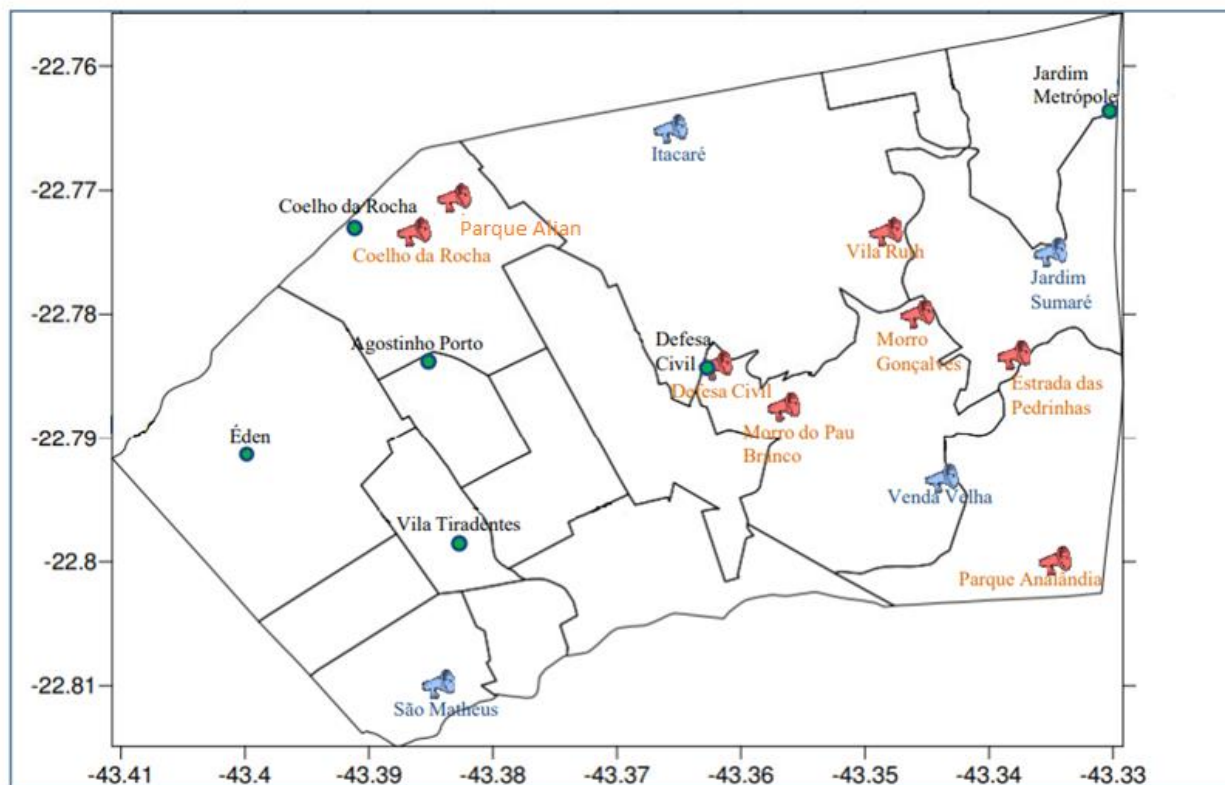 -22.76
-22.77
-22.78
-22.79
-22.8
-22.81
Jardim
Metrópole
Itacaré
Coelho da Rocha
Parque Alian
Coelho da Rocha
Vila Ruth
Jardim
Sumaré
Agostinho Porto
Defesa
Civil
Defesa Civil
Morro
Gonçalves
Estrada das
Pedrinhas
Éden
Morro do Pau
Branco
Venda Velha
Vila Tiradentes
Parque Analândia
São Matheus
-43.41
-43.4
-43.39
-43.38
-43.37
-43.36
-43.35
-43.34
-43.33